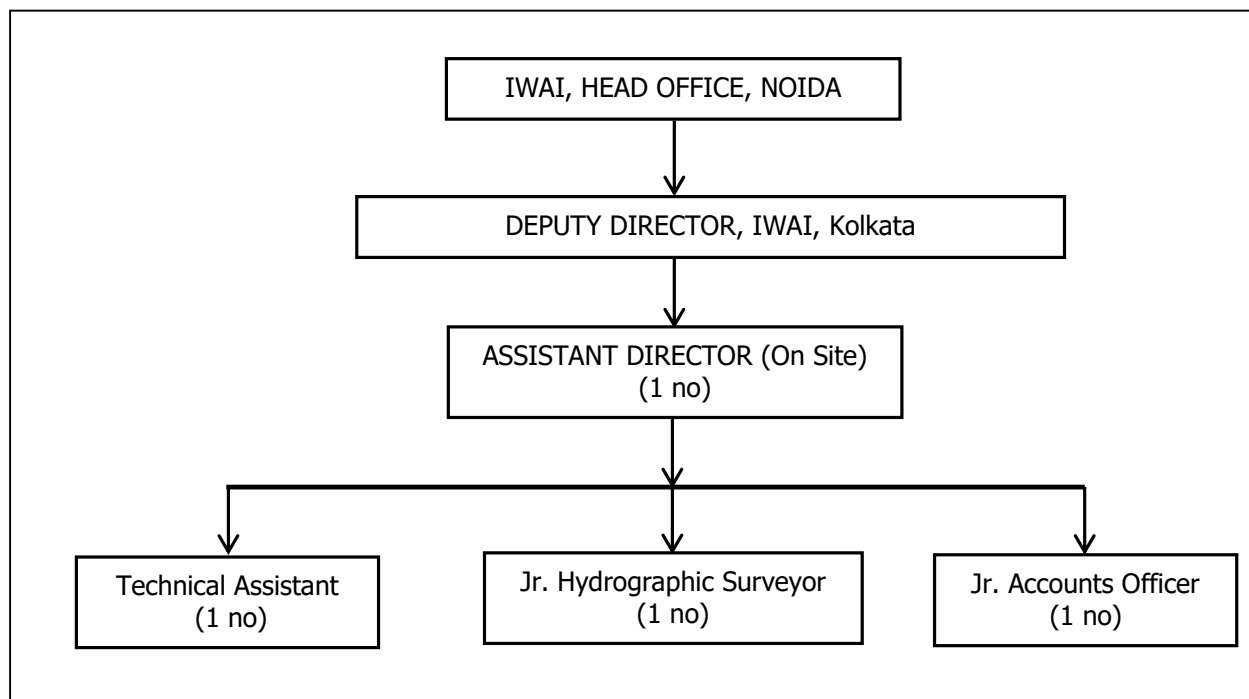 IWAI, HEAD OFFICE, NOIDA
DEPUTY DIRECTOR, IWAI, Kolkata
ASSISTANT DIRECTOR (On Site)
(1 no)
Technical Assistant
(1 no)
Jr. Hydrographic Surveyor
(1 no)
Jr. Accounts Officer
(1 no)